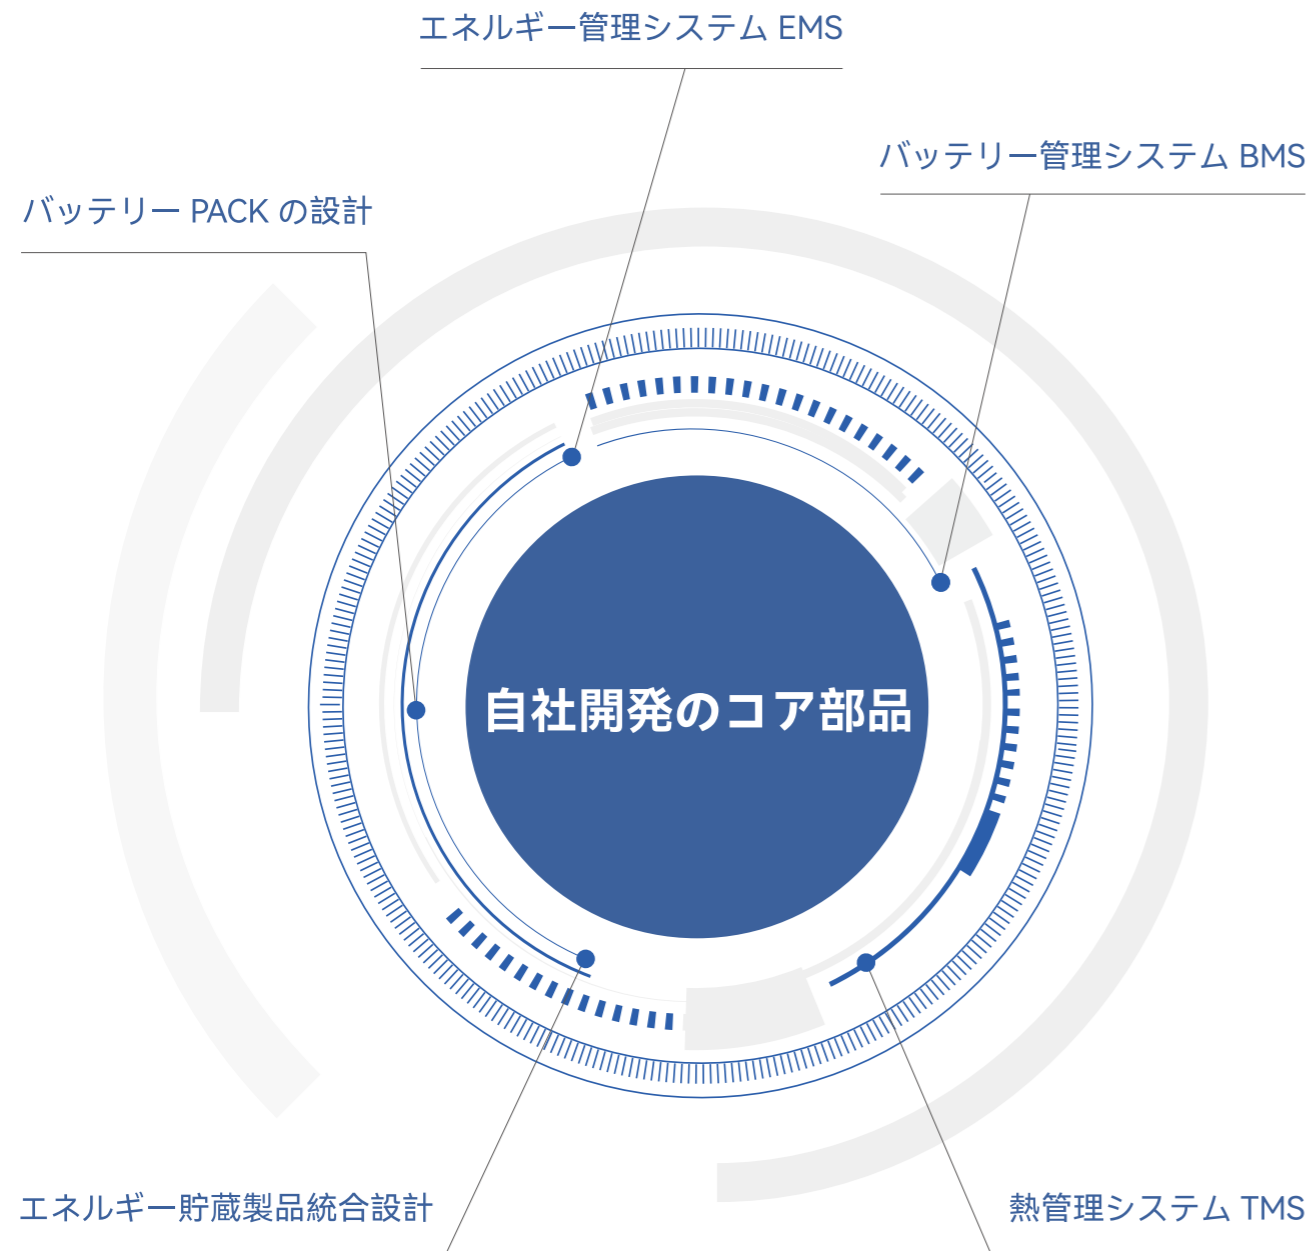 エネルギー管理システム EMS
バッテリー管理システム BMS
バッテリー PACK の設計
自社開発のコア部品
エネルギー貯蔵製品統合設計
熱管理システム TMS